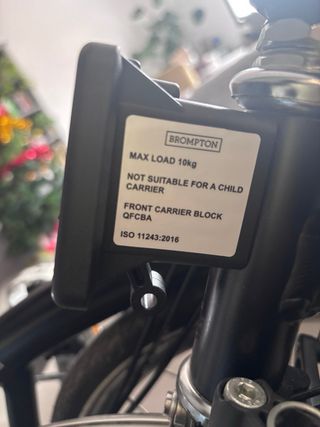 BROMPTON
MAX LOAD 10kg
NOT SUITABLE FOR A CHILD
CARRIER
FRONT CARRIER BLOCK
QFCBA
ISO 11243:2016